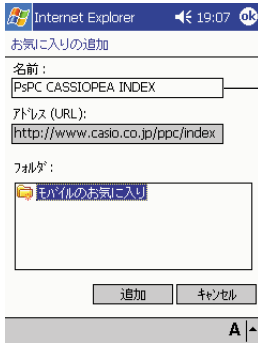 Internet Explorer 19:07 ok
お気に入りの追加
名前：
PsPC CASSIOPEA INDEX
ｱﾄﾞﾚｽ (URL):
http://www.casio.co.jp/ppc/index
ﾌｫﾙﾀﾞ：
ﾓﾊﾞｲﾙのお気に入り
追加 ｷｬﾝｾﾙ
A